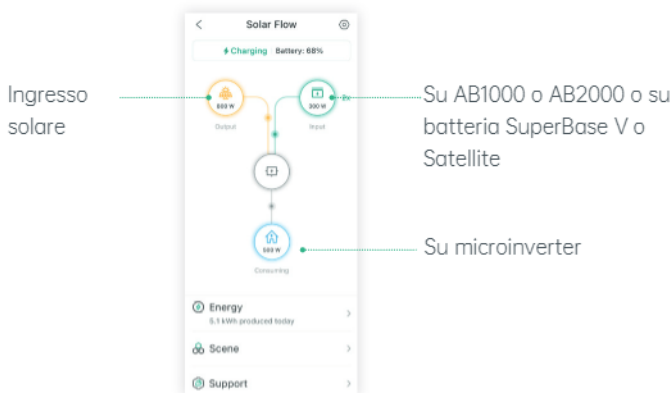 Solar Flow
Charging Battery: 68%
Ingresso
solare
800 W
Output
300 W
2x
Input
Su AB1000 o AB2000 o su
batteria SuperBase V o
Satellite
500 W
Consuming
Su microinverter
Energy
5.1 kWh produced today
Scene
Support